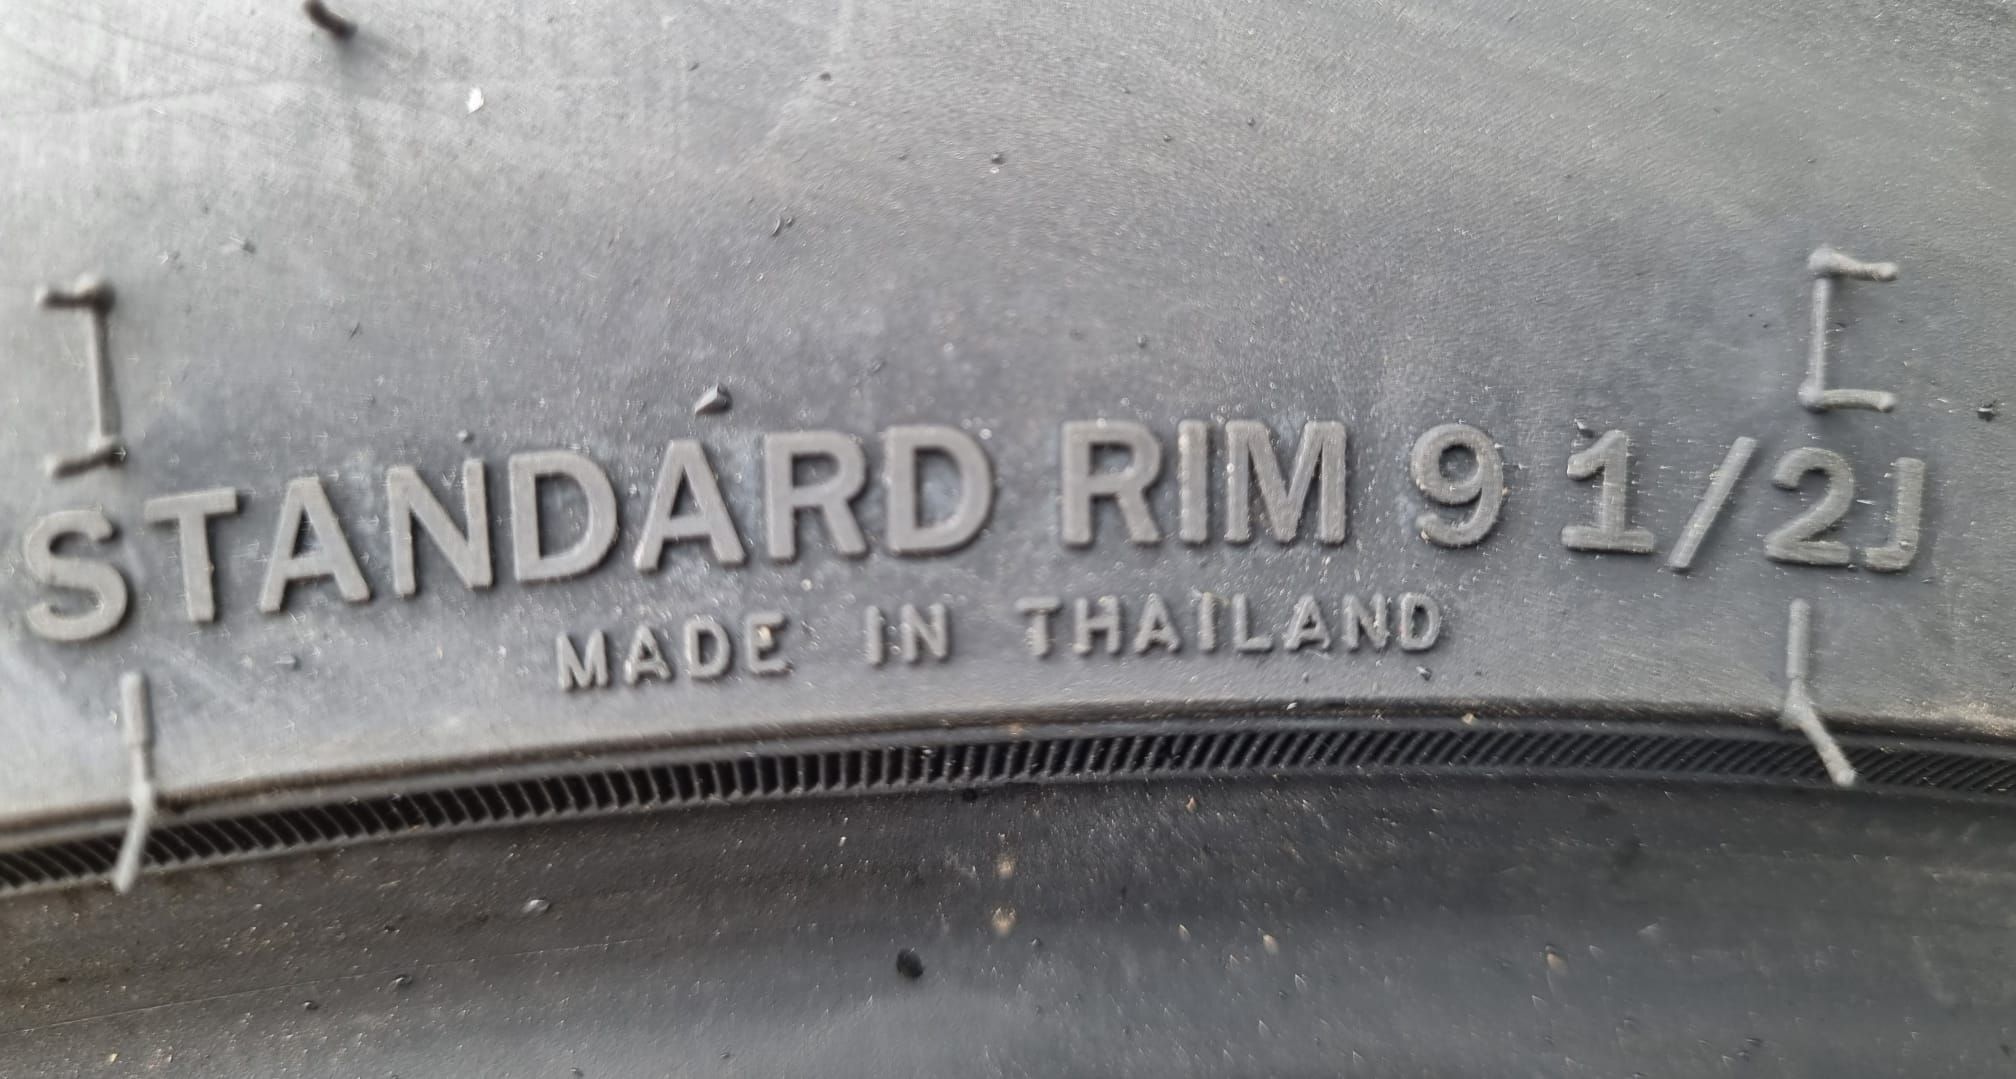 STANDARD RIM 9 1/2J
MADE IN THAILAND